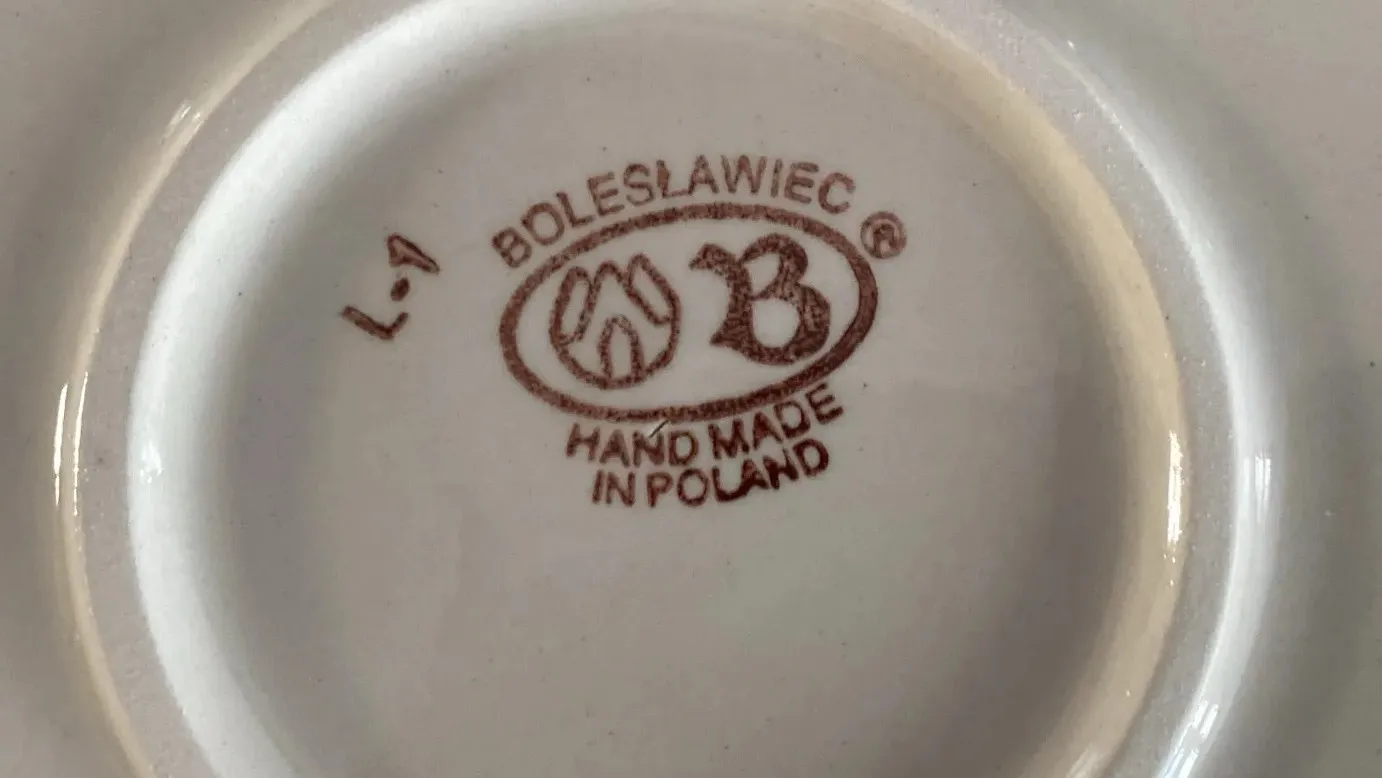 BOLESŁAWIEC ®
L-1
B
HAND MADE
IN POLAND